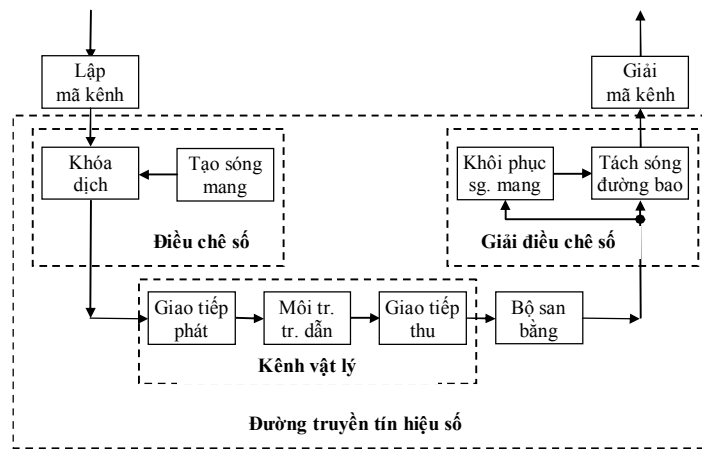 Lập
mã kênh
Giải
mã kênh
Khóa
dịch
Tạo sóng
mang
Khôi phục
sg. mang
Tách sóng
đường bao
Điều chê số
Giải điều chê số
Giao tiếp
phát
Môi tr.
tr. dẫn
Giao tiếp
thu
Bộ san
bằng
Kênh vật lý
Đường truyền tín hiệu số